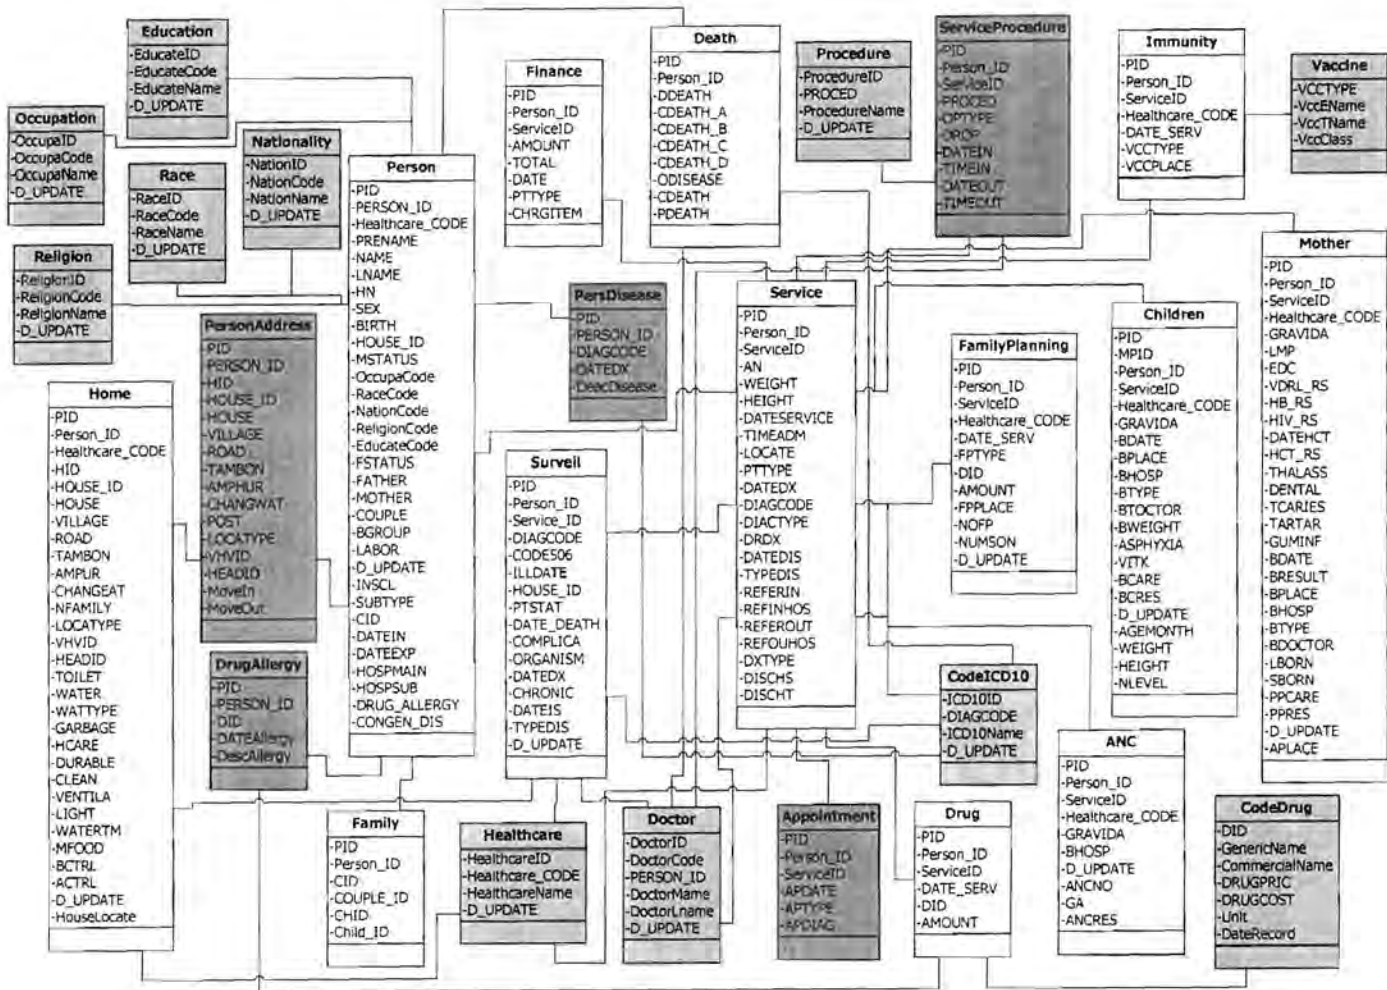 Education
-EducateID
-EducateCode
-EducateName
-D_UPDATE
Occupation
-OccupaID
-OccupaCode
-OccupaName
-D_UPDATE
Nationality
-NationID
-NationCode
-NationName
-D_UPDATE
Race
-RaceID
-RaceCode
-RaceName
-D_UPDATE
Religion
-ReligionID
-ReligionCode
-ReligionName
-D_UPDATE
Person
-PID
-PERSON_ID
-Healthcare_CODE
-PRENAME
-NAME
-LNAME
-HN
-SEX
-BIRTH
-HOUSE_ID
-MSTATUS
-OccupaCode
-RaceCode
-NationCode
-ReligionCode
-EducateCode
-FSTATUS
-FATHER
-MOTHER
-COUPLE
-BGROUP
-LABOR
-D_UPDATE
-INSCL
-SUBTYPE
-CID
-DATEIN
-DATEEXP
-HOSPMAIN
-HOSPSUB
-DRUG_ALLERGY
-CONGEN_DIS
Finance
-PID
-Person_ID
-ServiceID
-AMOUNT
-TOTAL
-DATE
-PTTYPE
-CHRGITEM
Death
-PID
-Person_ID
-DDEATH
-CDEATH_A
-CDEATH_B
-CDEATH_C
-CDEATH_D
-ODISEASE
-CDEATH
-PDEATH
Procedure
-ProcedureID
-PROCED
-ProcedureName
-D_UPDATE
ServiceProcedure
-PID
-Person_ID
-ServiceID
-PROCED
-OPTYPE
-DROP
-DATEIN
-TIMEIN
-DATEOUT
-TIMEOUT
Immunity
-PID
-Person_ID
-ServiceID
-Healthcare_CODE
-DATE_SERV
-VCCTYPE
-VCCPLACE
Vaccine
-VCCTYPE
-VccEName
-VccTName
-VccClass
Home
-PID
-Person_ID
-Healthcare_CODE
-HID
-HOUSE_ID
-HOUSE
-VILLAGE
-ROAD
-TAMBON
-AMPUR
-CHANGEAT
-NFAMILY
-LOCATYPE
-VHVID
-HEADID
-TOILET
-WATER
-WATTYPE
-GARBAGE
-HCARE
-DURABLE
-CLEAN
-VENTILA
-LIGHT
-WATERTM
-MFOOD
-BCTRL
-ACTRL
-D_UPDATE
-HouseLocate
PersonAddress
-PID
-PERSON_ID
-HID
-HOUSE_ID
-HOUSE
-VILLAGE
-ROAD
-TAMBON
-AMPHUR
-CHANGWAT
-POST
-LOCATYPE
-VHVID
-HEADID
-MoveIn
-MoveOut
DrugAllergy
-PID
-PERSON_ID
-DID
-DATEAllergy
-DescAllergy
PersDisease
-PID
-PERSON_ID
-DIAGCODE
-DATEDX
-DeacDisease
Surveil
-PID
-Person_ID
-Service_ID
-DIAGCODE
-CODE506
-ILLDATE
-HOUSE_ID
-PTSTAT
-DATE_DEATH
-COMPLICA
-ORGANISM
-DATEDX
-CHRONIC
-DATEIS
-TYPEDIS
-D_UPDATE
Service
-PID
-Person_ID
-ServiceID
-AN
-WEIGHT
-HEIGHT
-DATESERVICE
-TIMEADM
-LOCATE
-PTTYPE
-DATEDX
-DIAGCODE
-DIACTYPE
-DRDX
-DATEDIS
-TYPEDIS
-REFERIN
-REFINHOS
-REFEROUT
-REFOUHOS
-DXTYPE
-DISCHS
-DISCHT
FamilyPlanning
-PID
-Person_ID
-ServiceID
-Healthcare_CODE
-DATE_SERV
-FPTYPE
-DID
-AMOUNT
-FPPLACE
-NOFP
-NUMSON
-D_UPDATE
Children
-PID
-MPID
-Person_ID
-ServiceID
-Healthcare_CODE
-GRAVIDA
-BDATE
-BPLACE
-BHOSP
-BTYPE
-BTOCTOR
-BWEIGHT
-ASPHYXIA
-VITK
-BCARE
-BCRES
-D_UPDATE
-AGEMONTH
-WEIGHT
-HEIGHT
-NLEVEL
Mother
-PID
-Person_ID
-ServiceID
-Healthcare_CODE
-GRAVIDA
-LMP
-EDC
-VDRL_RS
-HB_RS
-HIV_RS
-DATEHCT
-HCT_RS
-THALASS
-DENTAL
-TCARIES
-TARTAR
-GUMINF
-BDATE
-BRESULT
-BPLACE
-BHOSP
-BTYPE
-BDOCTOR
-LBORN
-SBORN
-PPCARE
-PPRES
-D_UPDATE
-APLACE
CodeICD10
-ICD10ID
-DIAGCODE
-ICD10Name
-D_UPDATE
Family
-PID
-Person_ID
-CID
-COUPLE_ID
-CHID
-Child_ID
Healthcare
-HealthcareID
-Healthcare_CODE
-HealthcareName
-D_UPDATE
Doctor
-DoctorID
-DoctorCode
-PERSON_ID
-DoctorMame
-DoctorLname
-D_UPDATE
Appointment
-PID
-Person_ID
-ServiceID
-APDATE
-APTYPE
-APDIAG
Drug
-PID
-Person_ID
-ServiceID
-DATE_SERV
-DID
-AMOUNT
ANC
-PID
-Person_ID
-ServiceID
-Healthcare_CODE
-GRAVIDA
-BHOSP
-D_UPDATE
-ANCNO
-GA
-ANCRES
CodeDrug
-DID
-GenericName
-CommercialName
-DRUGPRIC
-DRUGCOST
-Unit
-DateRecord